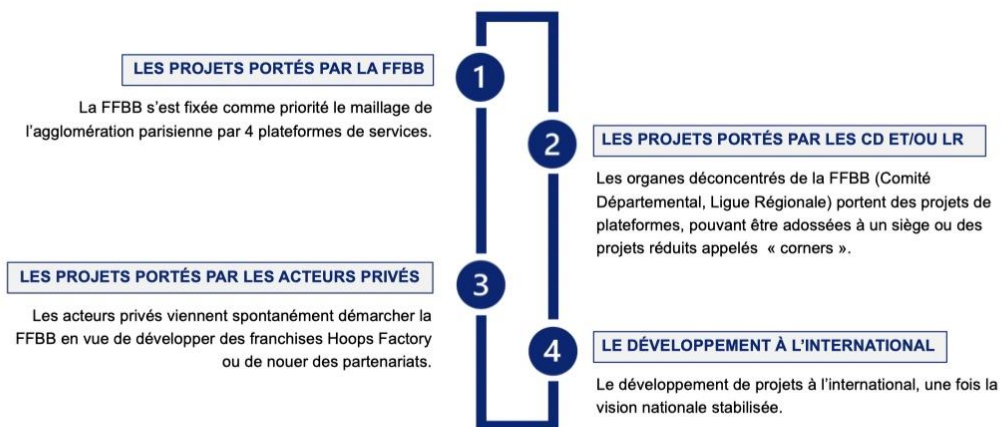 1
LES PROJETS PORTÉS PAR LA FFBB
La FFBB s'est fixée comme priorité le maillage de
l'agglomération parisienne par 4 plateformes de services.
2
LES PROJETS PORTÉS PAR LES CD ET/OU LR
Les organes déconcentrés de la FFBB (Comité
Départemental, Ligue Régionale) portent des projets de
plateformes, pouvant être adossées à un siège ou des
projets réduits appelés « corners ».
3
LES PROJETS PORTÉS PAR LES ACTEURS PRIVÉS
Les acteurs privés viennent spontanément démarcher la
FFBB en vue de développer des franchises Hoops Factory
ou de nouer des partenariats.
4
LE DÉVELOPPEMENT À L'INTERNATIONAL
Le développement de projets à l'international, une fois la
vision nationale stabilisée.